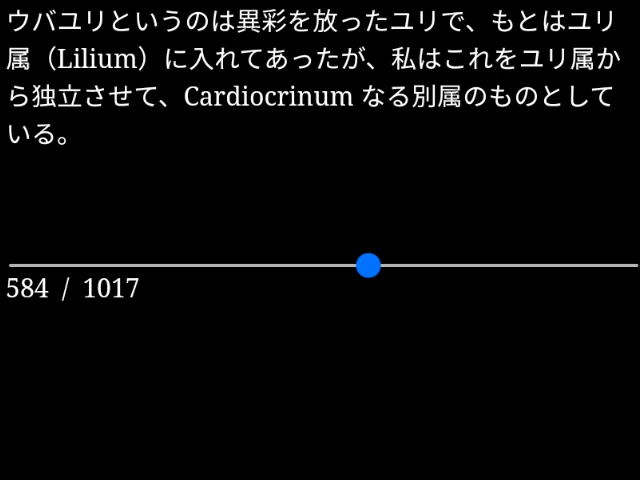 ウバユリというのは異彩を放ったユリで、もとはユリ
属（Lilium）に入れてあったが、私はこれをユリ属か
ら独立させて、Cardiocrinum なる別属のものとして
いる。
584 / 1017